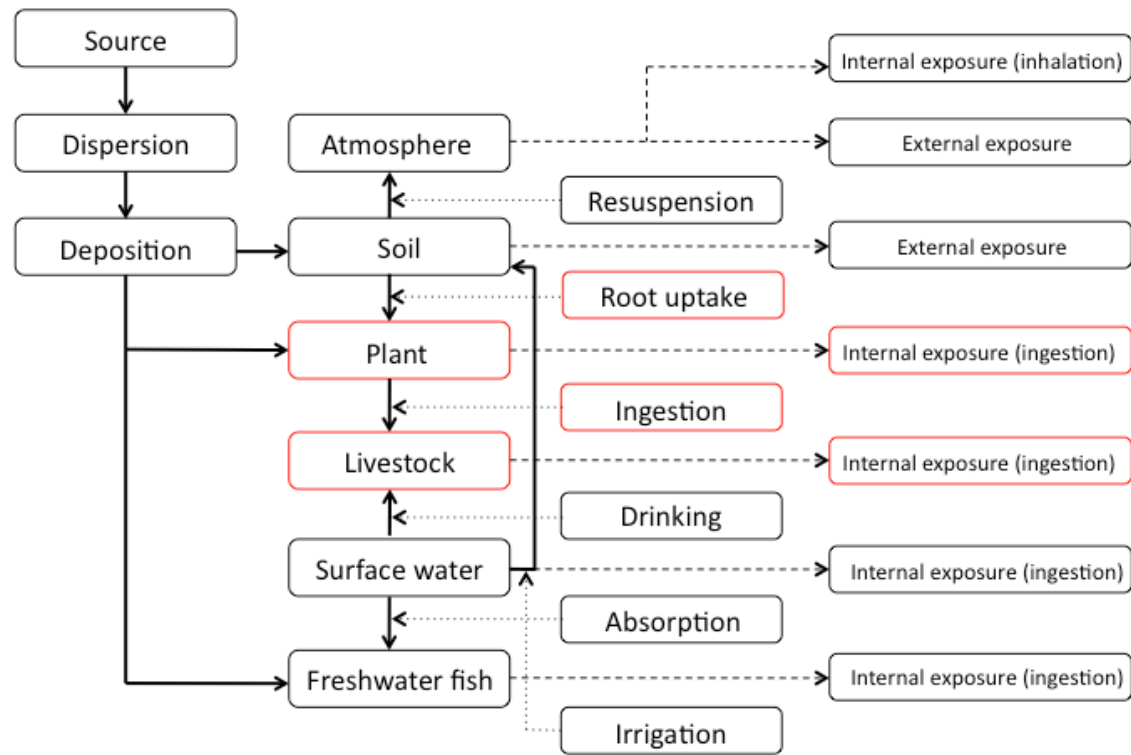 Source
Internal exposure (inhalation)
Dispersion
Atmosphere
External exposure
Resuspension
Deposition
Soil
External exposure
Root uptake
Plant
Internal exposure (ingestion)
Ingestion
Livestock
Internal exposure (ingestion)
Drinking
Surface water
Internal exposure (ingestion)
Absorption
Freshwater fish
Internal exposure (ingestion)
Irrigation